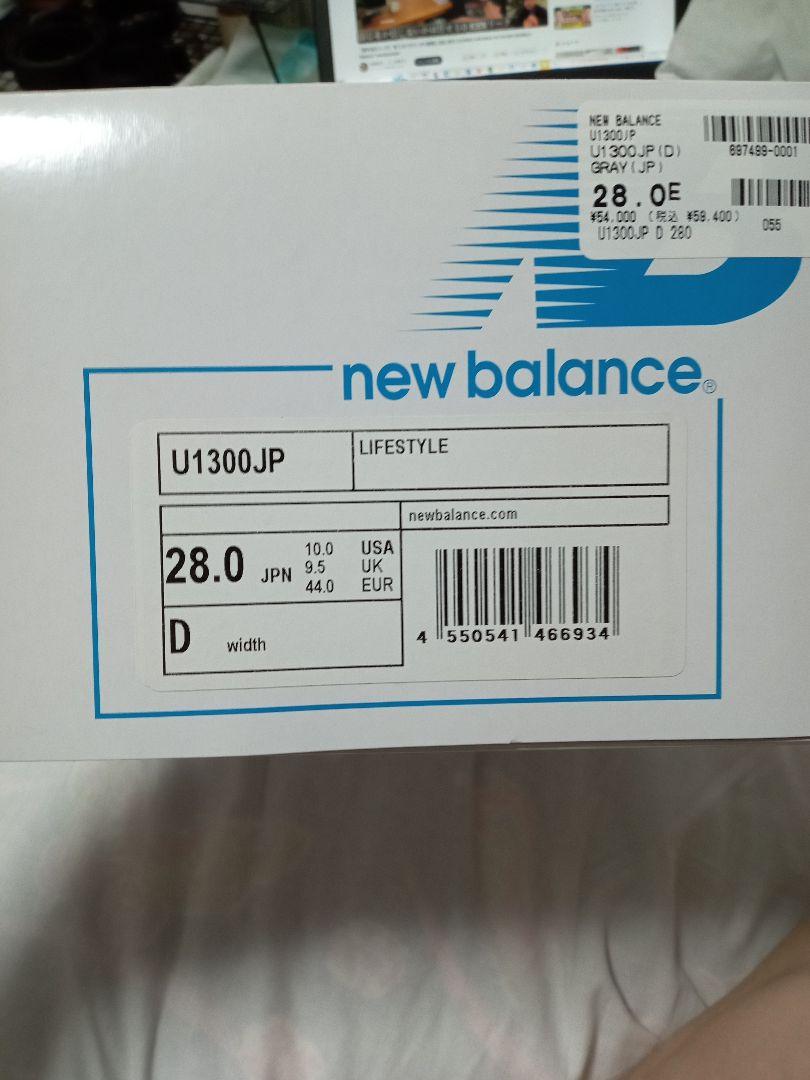 NEW BALANCE
U1300JP
U1300JP(D)
697499-0001
GRAY(JP)
28.0E
¥54,000 (税込 ¥59,400)
055
U1300JP D 280
new balance®
U1300JP
LIFESTYLE
newbalance.com
28.0 JPN
10.0 USA
9.5 UK
44.0 EUR
D width
4 550541 466934